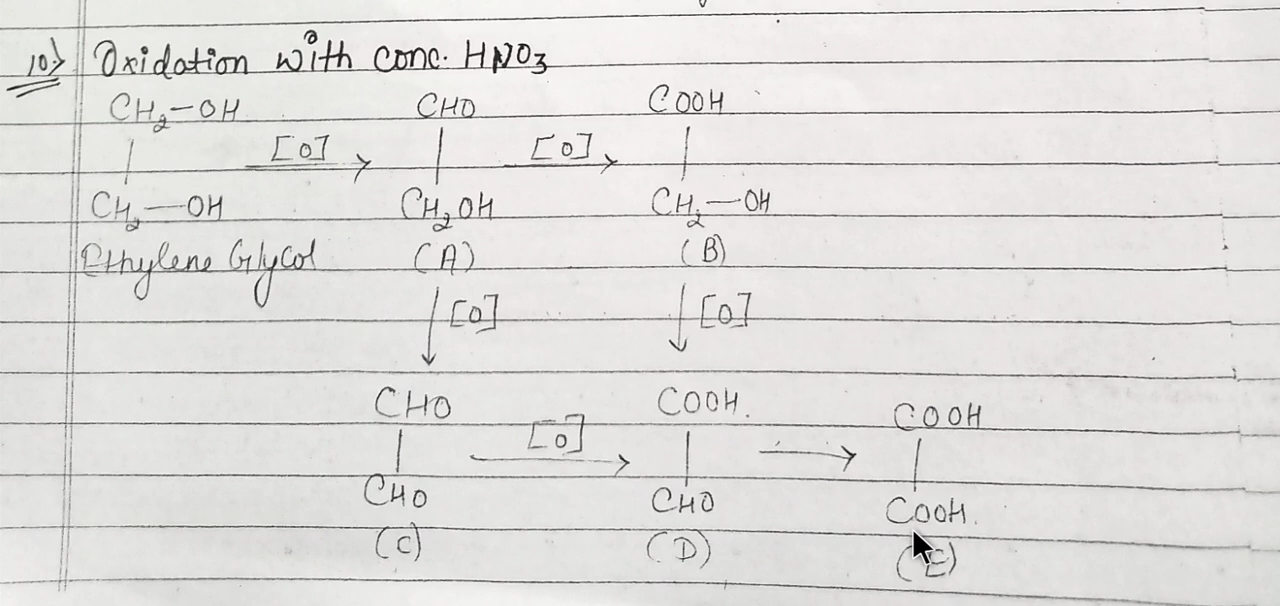 10) Oxidation with conc. HNO3
CH2-OH CHO COOH
[O] [O]
CH2-OH CH2OH CH2-OH
Ethylene Glycol (A) (B)
[O] [O]
CHO COOH. COOH
[O]
CHO CHO COOH.
(C) (D) (E)